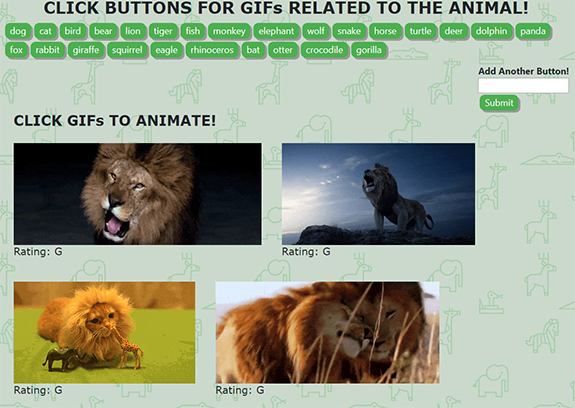 CLICK BUTTONS FOR GIFs RELATED TO THE ANIMAL!
dog cat bird bear lion tiger fish monkey elephant wolf snake horse turtle deer dolphin panda
fox rabbit giraffe squirrel eagle rhinoceros bat otter crocodile gorilla
Add Another Button!
Submit
CLICK GIFs TO ANIMATE!
Rating: G
Rating: G
Rating: G
Rating: G